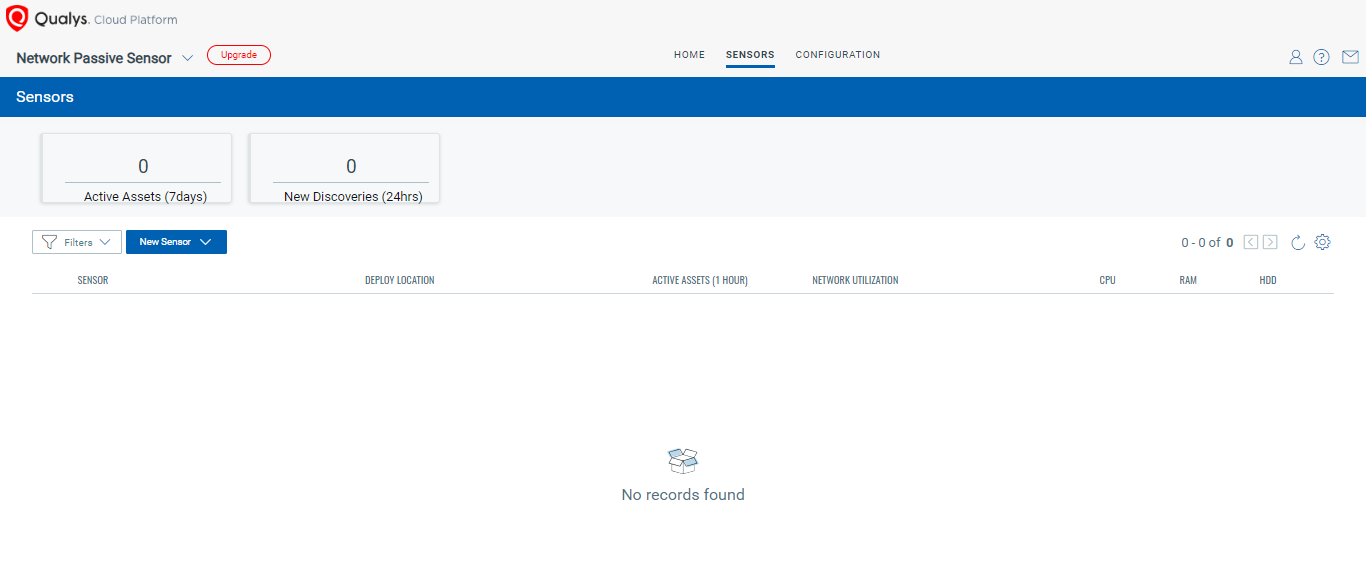 Qualys. Cloud Platform
Network Passive Sensor
Upgrade
HOME SENSORS CONFIGURATION
Sensors
0
Active Assets (7days)
0
New Discoveries (24hrs)
Filters
New Sensor
0 - 0 of 0
SENSOR DEPLOY LOCATION ACTIVE ASSETS (1 HOUR) NETWORK UTILIZATION CPU RAM HDD
No records found